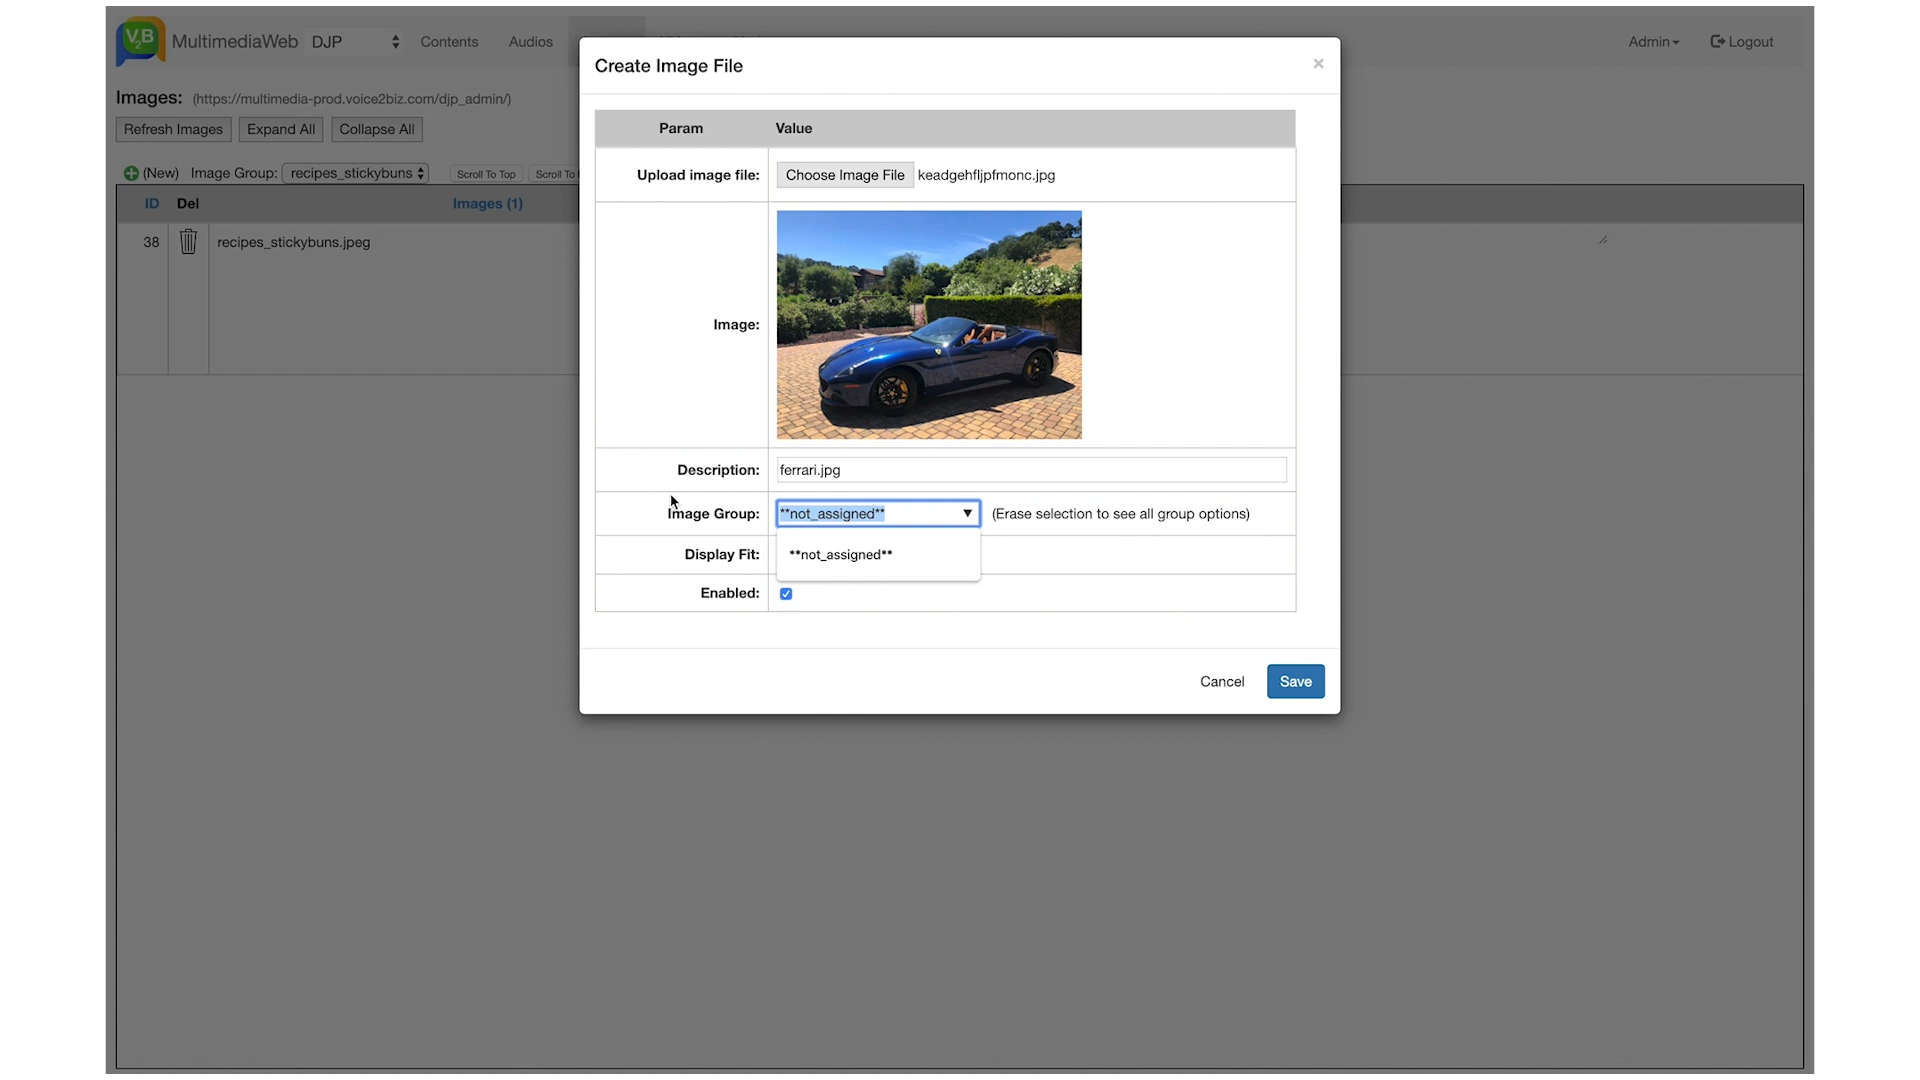 V2B MultimediaWeb DJP Contents Audios Admin Logout
Create Image File ×
Images: (https://multimedia-prod.voice2biz.com/djp_admin/)
Refresh Images Expand All Collapse All
Param Value
(New) Image Group: recipes_stickybuns Scroll To Top Scroll To
Upload image file: Choose Image File keadgehfljpfmonc.jpg
ID Del Images (1)
38 recipes_stickybuns.jpeg
Image:
Description: ferrari.jpg
Image Group: **not_assigned** (Erase selection to see all group options)
Display Fit: **not_assigned**
Enabled:
Cancel Save